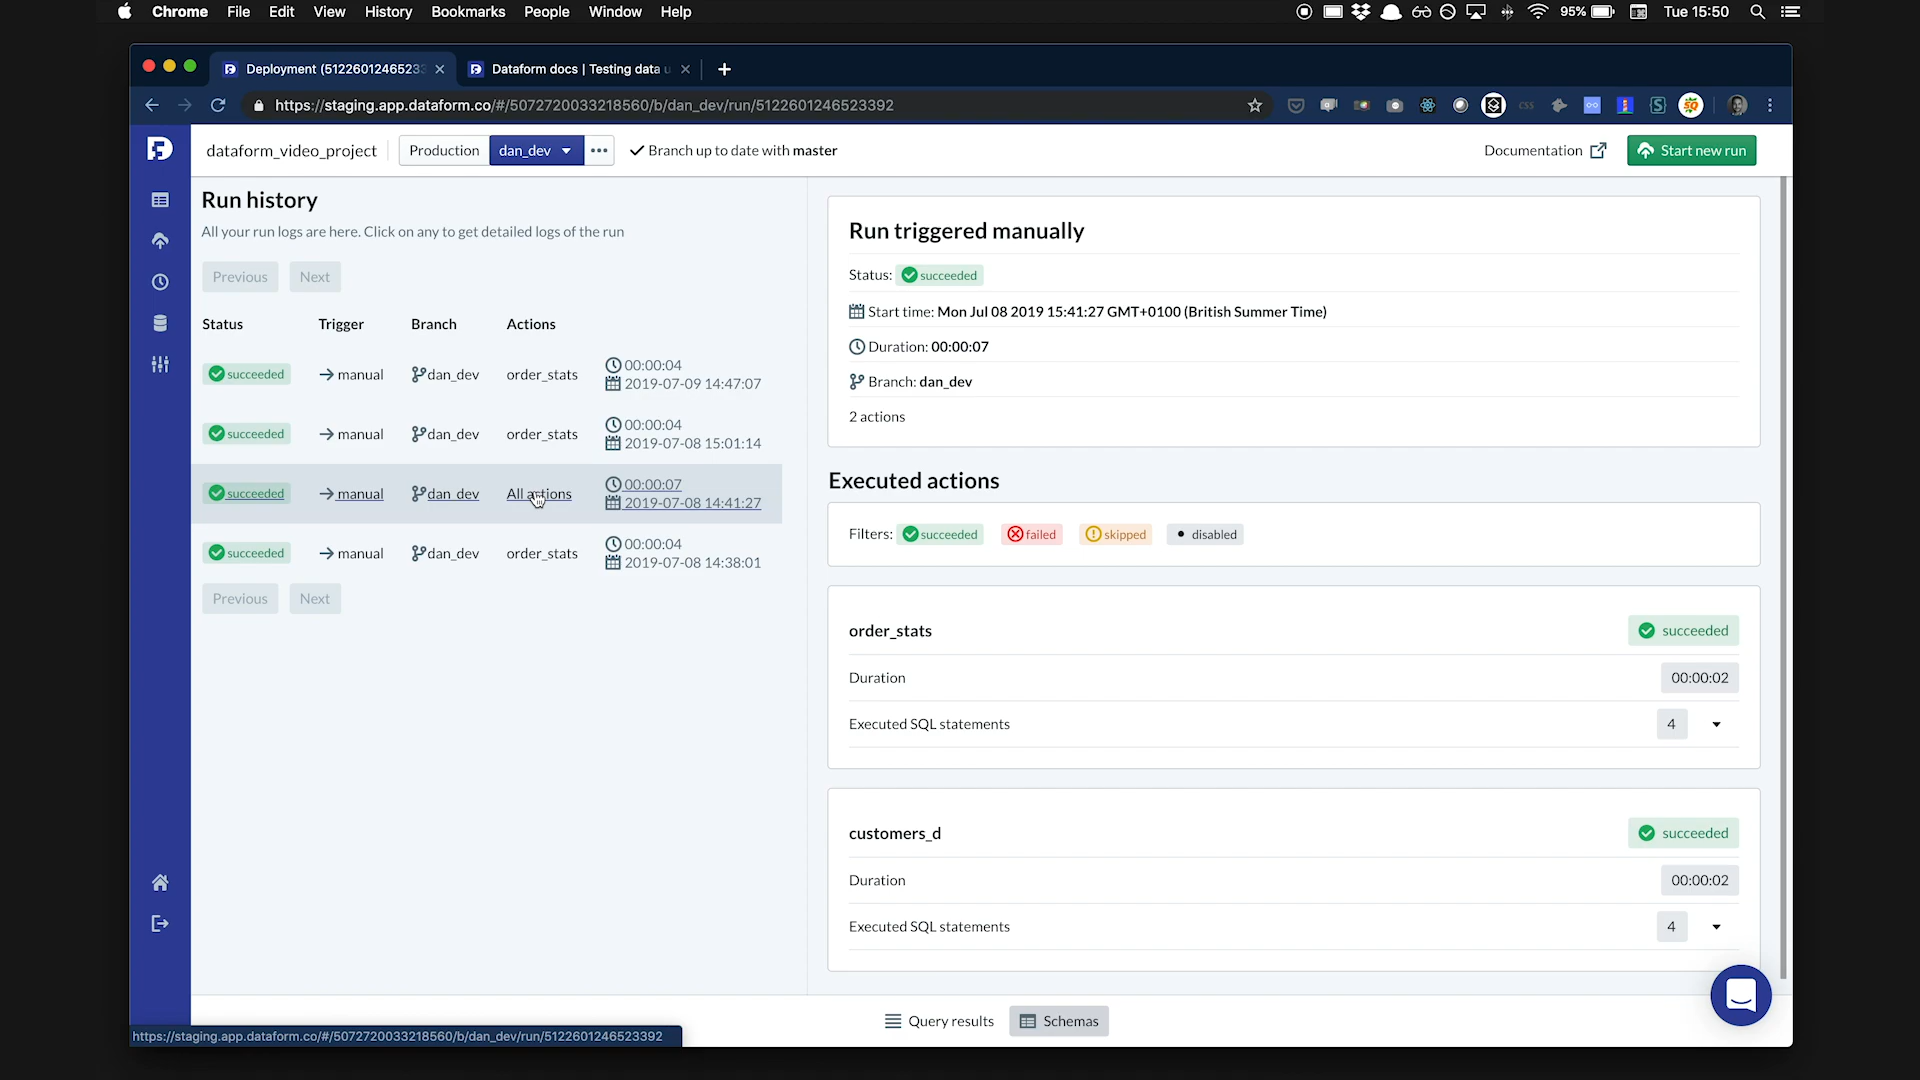 Chrome File Edit View History Bookmarks People Window Help 95% Tue 15:50
Deployment (5122601246523 Dataform docs | Testing data u
https://staging.app.dataform.co/#/5072720033218560/b/dan_dev/run/5122601246523392
dataform_video_project Production dan_dev Branch up to date with master Documentation Start new run
Run history
All your run logs are here. Click on any to get detailed logs of the run
Previous Next
Status Trigger Branch Actions
succeeded manual dan_dev order_stats 00:00:04
2019-07-09 14:47:07
succeeded manual dan_dev order_stats 00:00:04
2019-07-08 15:01:14
succeeded manual dan_dev All actions 00:00:07
2019-07-08 14:41:27
succeeded manual dan_dev order_stats 00:00:04
2019-07-08 14:38:01
Previous Next
Run triggered manually
Status: succeeded
Start time: Mon Jul 08 2019 15:41:27 GMT+0100 (British Summer Time)
Duration: 00:00:07
Branch: dan_dev
2 actions
Executed actions
Filters: succeeded failed skipped disabled
order_stats succeeded
Duration 00:00:02
Executed SQL statements 4
customers_d succeeded
Duration 00:00:02
Executed SQL statements 4
Query results Schemas
https://staging.app.dataform.co/#/5072720033218560/b/dan_dev/run/5122601246523392